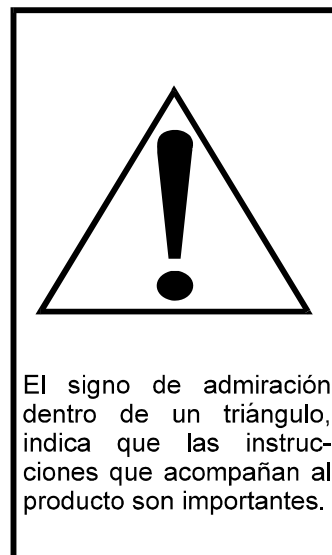 El signo de admiración
dentro de un triángulo,
indica que las instruc-
ciones que acompañan al
producto son importantes.